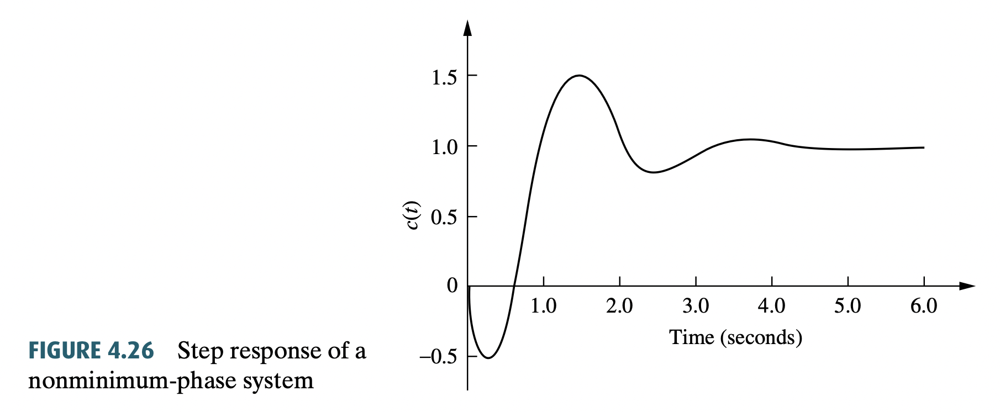 1.5
1.0
0.5
0
–0.5
c(t)
1.0 2.0 3.0 4.0 5.0 6.0
Time (seconds)
FIGURE 4.26 Step response of a
nonminimum-phase system